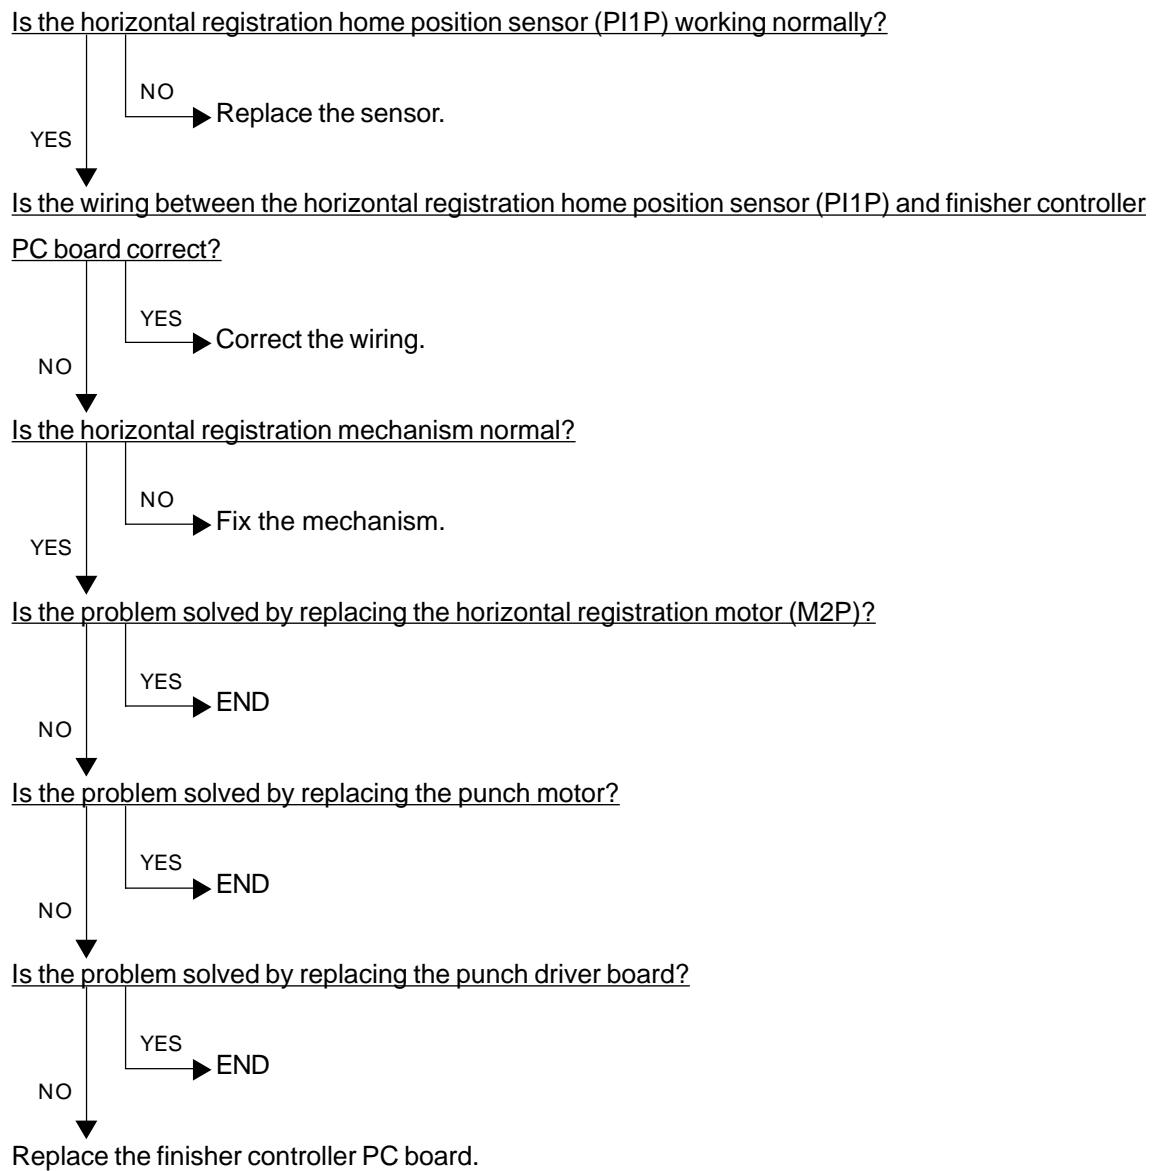 Is the horizontal registration home position sensor (PI1P) working normally?
NO
Replace the sensor.
YES
Is the wiring between the horizontal registration home position sensor (PI1P) and finisher controller
PC board correct?
YES
Correct the wiring.
NO
Is the horizontal registration mechanism normal?
NO
Fix the mechanism.
YES
Is the problem solved by replacing the horizontal registration motor (M2P)?
YES
END
NO
Is the problem solved by replacing the punch motor?
YES
END
NO
Is the problem solved by replacing the punch driver board?
YES
END
NO
Replace the finisher controller PC board.